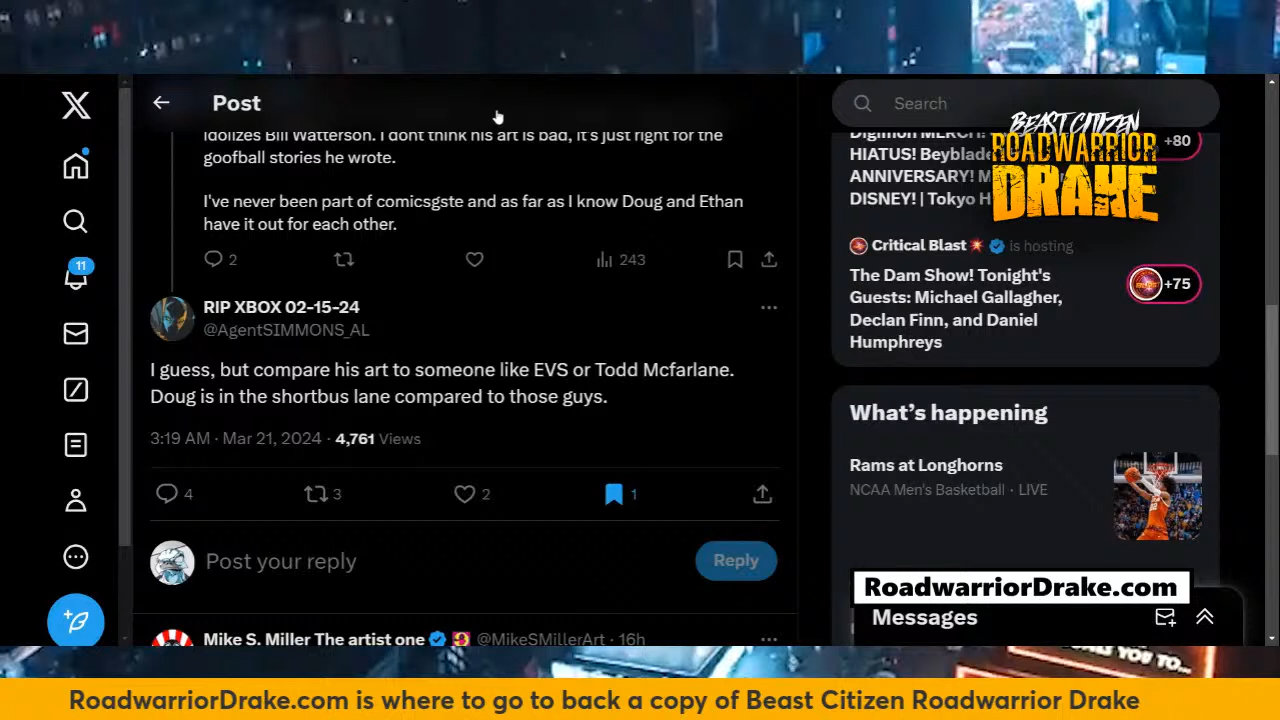 Post
idolizes Bill Watterson. I dont think his art is bad, it's just right for the
goofball stories he wrote.
I've never been part of comicsgste and as far as I know Doug and Ethan
have it out for each other.
2
243
RIP XBOX 02-15-24
@AgentSIMMONS_AL
I guess, but compare his art to someone like EVS or Todd Mcfarlane.
Doug is in the shortbus lane compared to those guys.
3:19 AM · Mar 21, 2024 · 4,761 Views
4
3
2
1
Post your reply
Reply
Mike S. Miller The artist one @MikeSMillerArt · 16h
11
Search
BEAST CITIZEN
ROADWARRIOR
DRAKE
Digimon MERCH!
HIATUS! Beyblade
ANNIVERSARY! M
DISNEY! | Tokyo H
+80
Critical Blast is hosting
The Dam Show! Tonight's
Guests: Michael Gallagher,
Declan Finn, and Daniel
Humphreys
+75
What's happening
Rams at Longhorns
NCAA Men's Basketball · LIVE
RoadwarriorDrake.com
Messages
YOU TO...
RoadwarriorDrake.com is where to go to back a copy of Beast Citizen Roadwarrior Drake